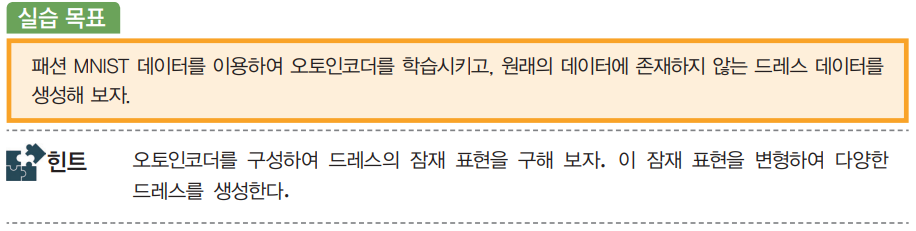 실습 목표
패션 MNIST 데이터를 이용하여 오토인코더를 학습시키고, 원래의 데이터에 존재하지 않는 드레스 데이터를
생성해 보자.
힌트 오토인코더를 구성하여 드레스의 잠재 표현을 구해 보자. 이 잠재 표현을 변형하여 다양한
드레스를 생성한다.